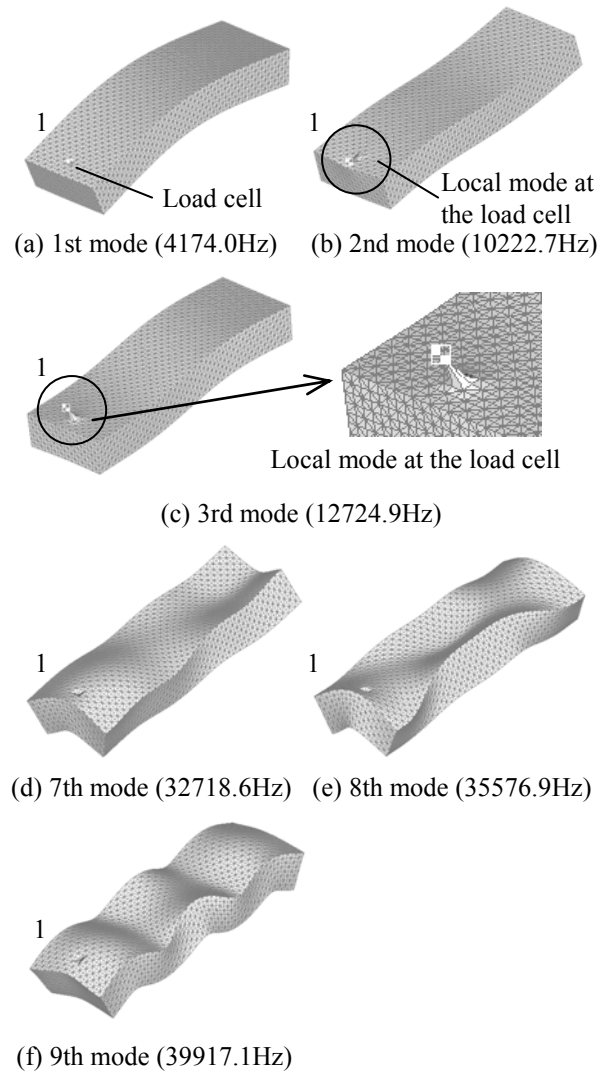 1
1
Load cell
Local mode at
the load cell
(a) 1st mode (4174.0Hz)
(b) 2nd mode (10222.7Hz)
1
Local mode at the load cell
(c) 3rd mode (12724.9Hz)
1
1
(d) 7th mode (32718.6Hz)
(e) 8th mode (35576.9Hz)
1
(f) 9th mode (39917.1Hz)